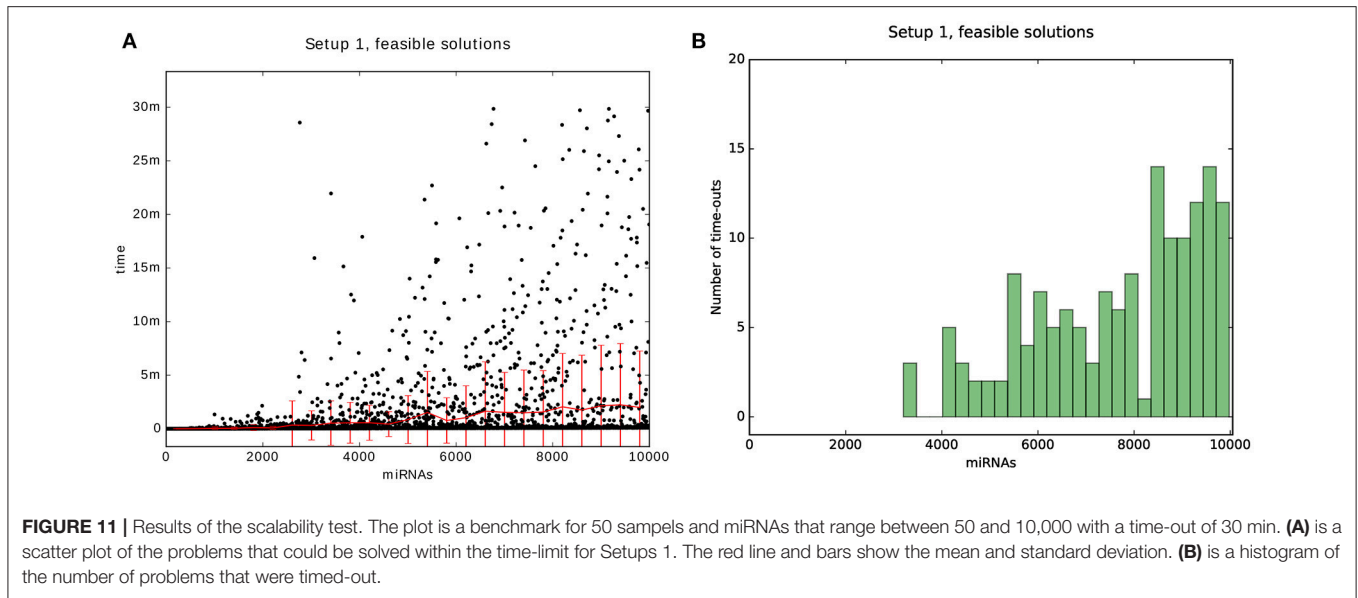 A
Setup 1, feasible solutions
30m
25m
20m
15m
10m
5m
0
time
0 2000 4000 6000 8000 10000
miRNAs
B
Setup 1, feasible solutions
20
15
10
5
0
Number of time-outs
0 2000 4000 6000 8000 10000
miRNAs
FIGURE 11 | Results of the scalability test. The plot is a benchmark for 50 sampels and miRNAs that range between 50 and 10,000 with a time-out of 30 min. (A) is a
scatter plot of the problems that could be solved within the time-limit for Setups 1. The red line and bars show the mean and standard deviation. (B) is a histogram of
the number of problems that were timed-out.